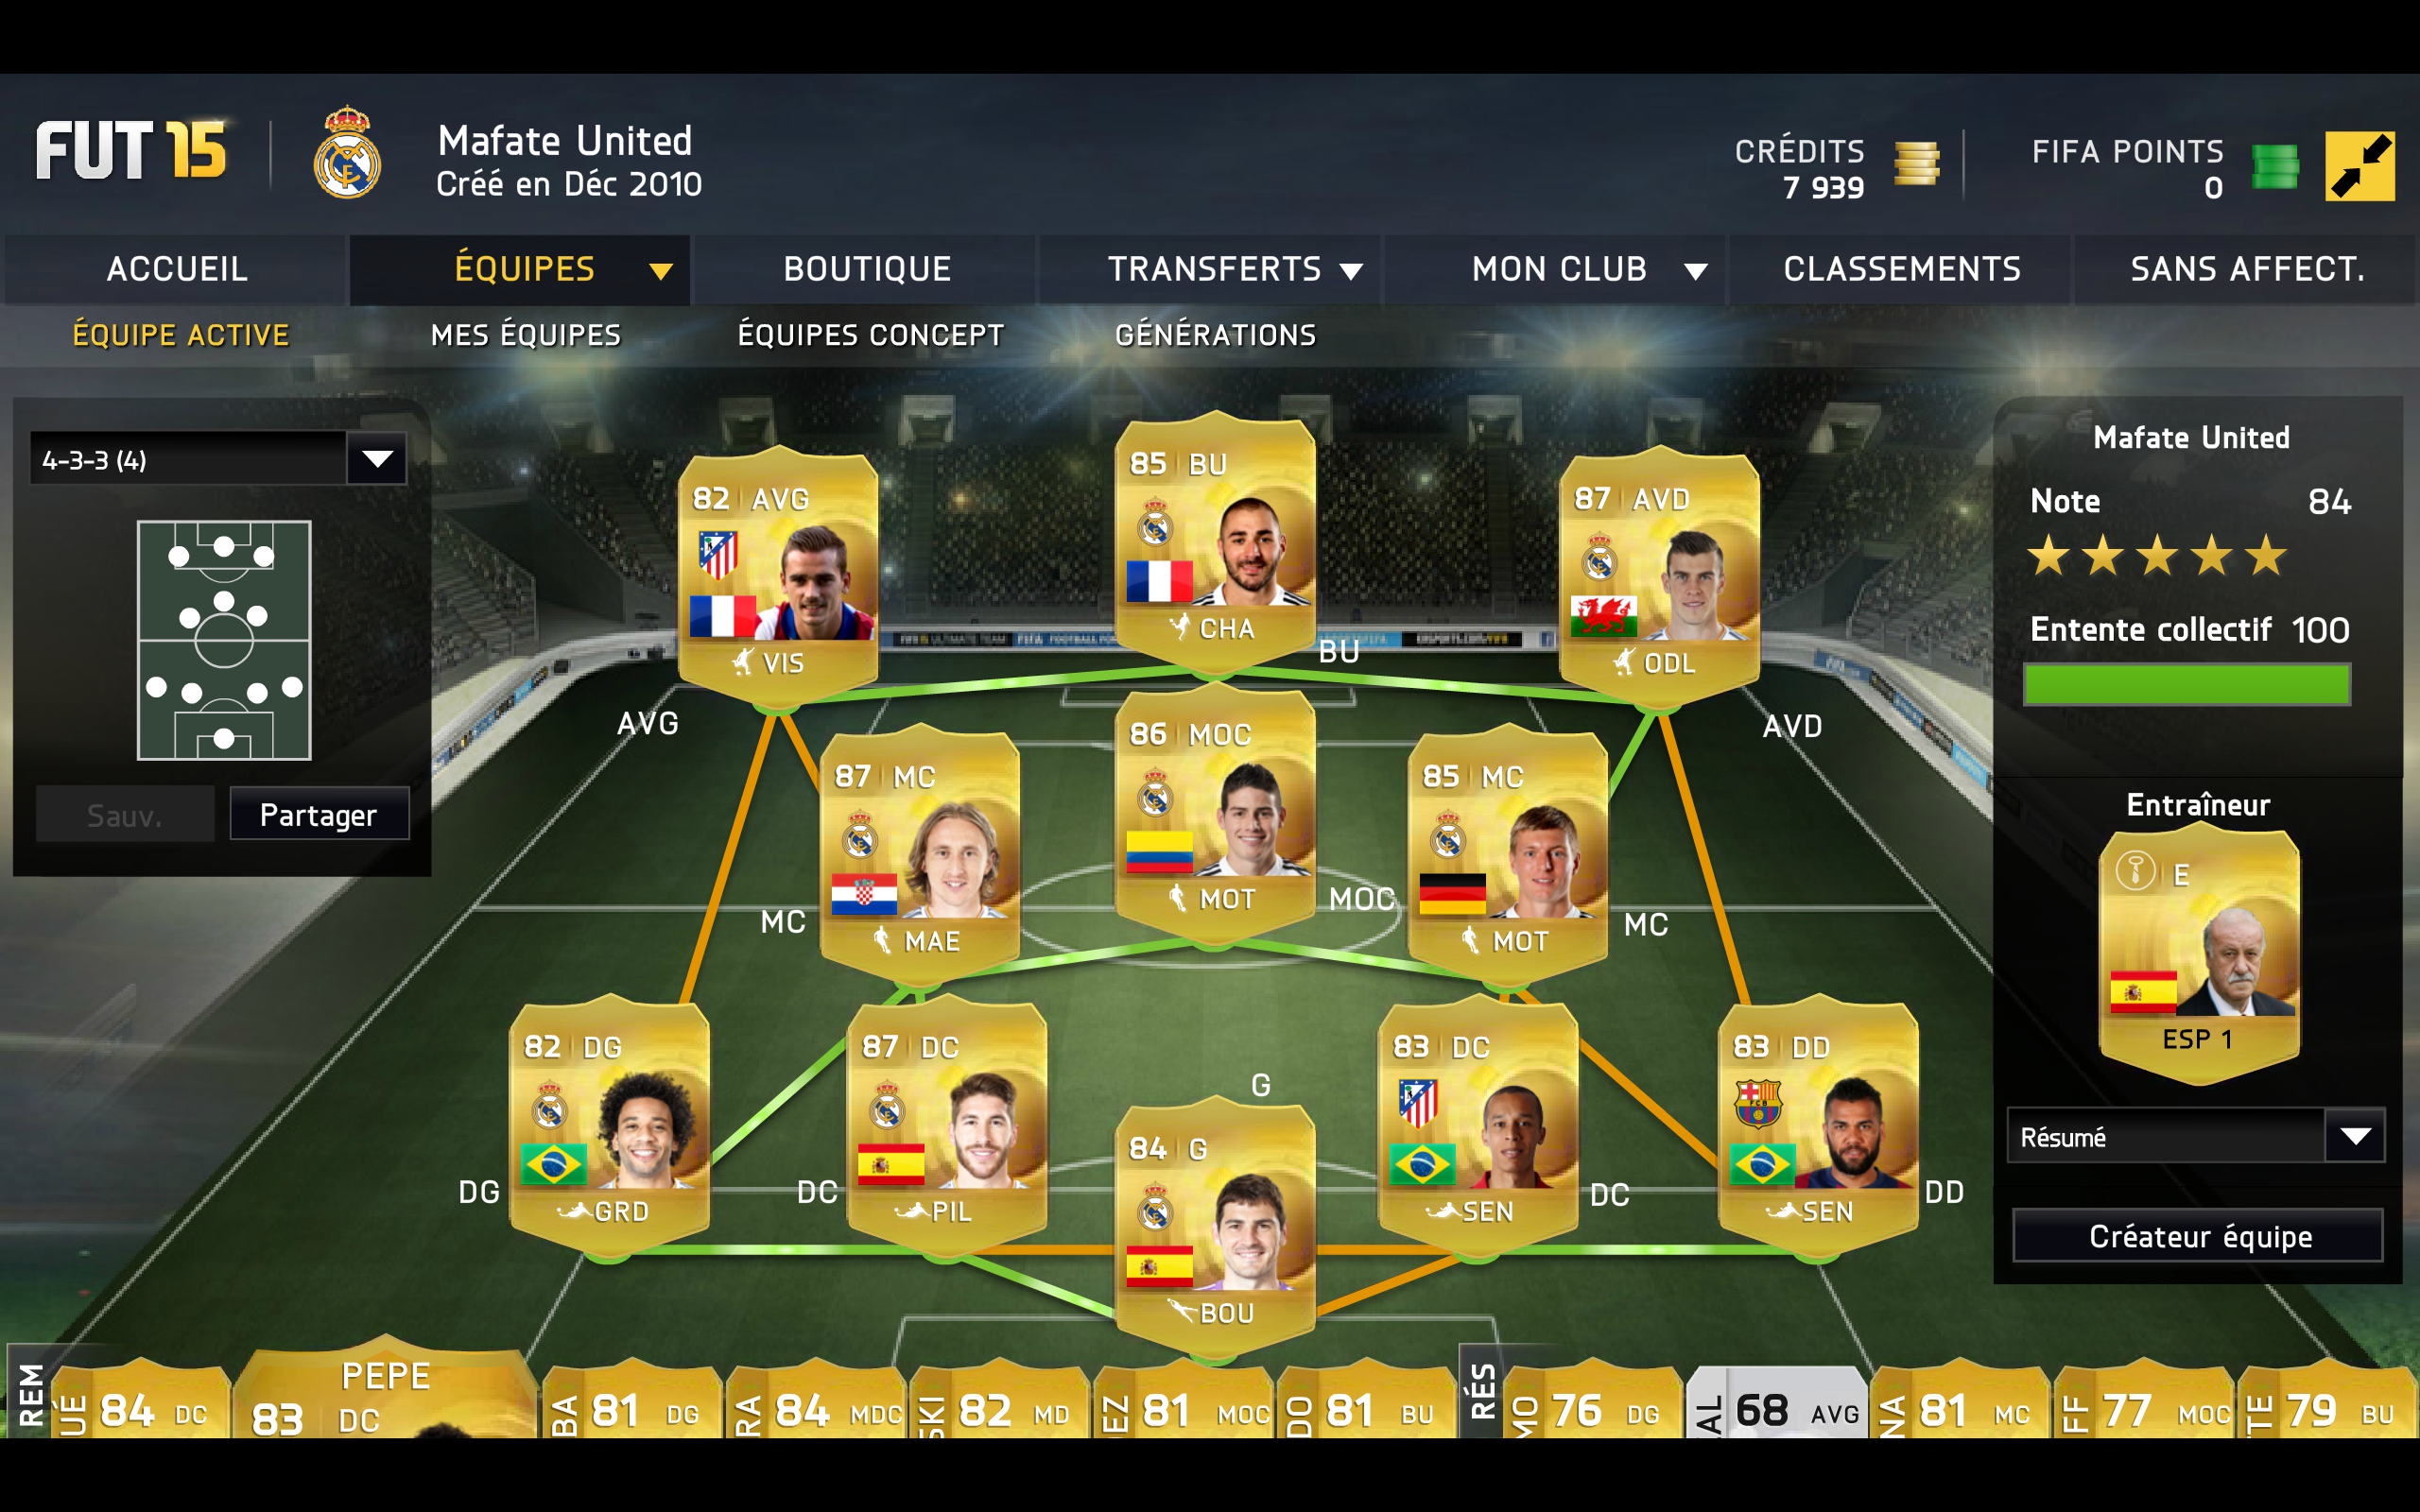 FUT 15
Mafate United
Créé en Déc 2010
CRÉDITS
7 939
FIFA POINTS
0
ACCUEIL
ÉQUIPES
BOUTIQUE
TRANSFERTS
MON CLUB
CLASSEMENTS
SANS AFFECT.
ÉQUIPE ACTIVE
MES ÉQUIPES
ÉQUIPES CONCEPT
GÉNÉRATIONS
4-3-3 (4)
Sauv.
Partager
82 AVG
VIS
AVG
85 BU
CHA
BU
87 AVD
ODL
AVD
87 MC
MAE
MC
86 MOC
MOT
MOC
85 MC
MOT
MC
82 DG
GRD
DG
87 DC
PIL
DC
G
84 G
BOU
83 DC
SEN
DC
83 DD
SEN
DD
Mafate United
Note 84
Entente collectif 100
Entraîneur
E
ESP 1
Résumé
Créateur équipe
REM
UÉ 84 DC
PEPE
83 DC
BA 81 DG
RA 84 MDC
SKI 82 MD
EZ 81 MOC
DO 81 BU
RÉS
MO 76 DG
AL 68 AVG
NA 81 MC
FF 77 MOC
TE 79 BU